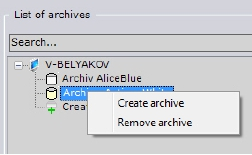 List of archives
Search...
V-BELYAKOV
Archiv AliceBlue
Create archive
Remove archive